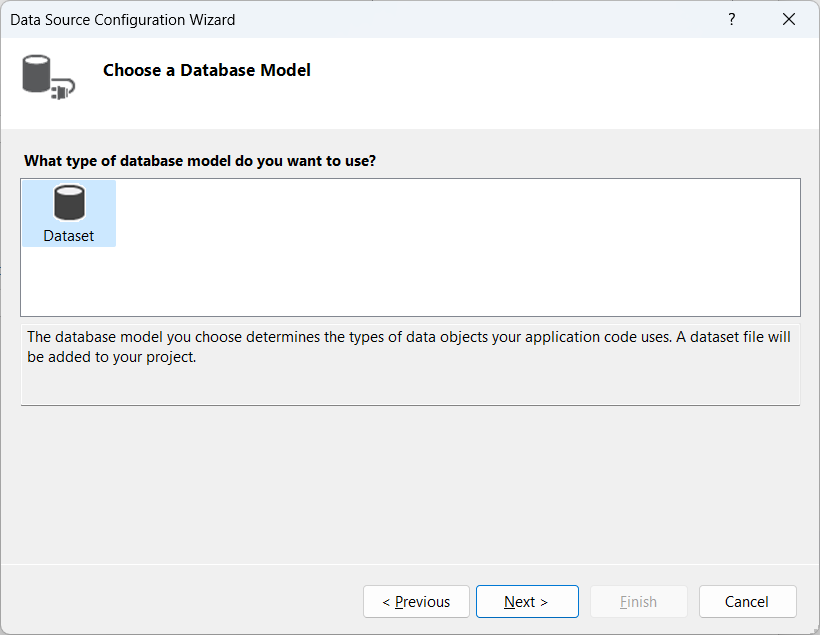 Data Source Configuration Wizard
?
Choose a Database Model
What type of database model do you want to use?
Dataset
The database model you choose determines the types of data objects your application code uses. A dataset file will
be added to your project.
< Previous
Next >
Finish
Cancel